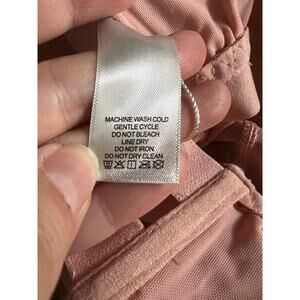 MACHINE WASH COLD
GENTLE CYCLE
DO NOT BLEACH
LINE DRY
DO NOT IRON
DO NOT DRY CLEAN